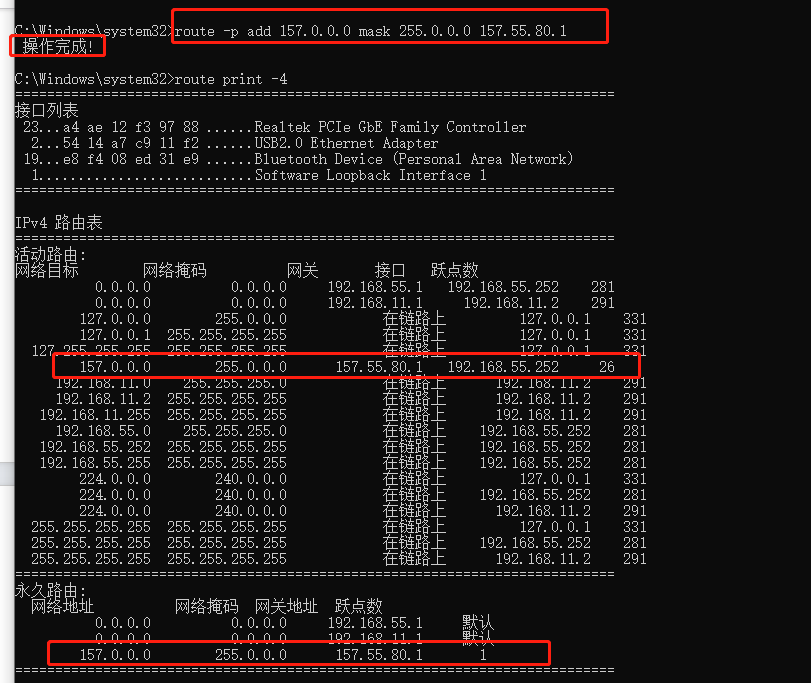 C:\Windows\system32>route -p add 157.0.0.0 mask 255.0.0.0 157.55.80.1
操作完成!
C:\Windows\system32>route print -4
===========================================================================
接口列表
23...a4 ae 12 f3 97 88 ......Realtek PCIe GbE Family Controller
2...54 14 a7 c9 11 f2 ......USB2.0 Ethernet Adapter
19...e8 f4 08 ed 31 e9 ......Bluetooth Device (Personal Area Network)
1...........................Software Loopback Interface 1
===========================================================================
IPv4 路由表
===========================================================================
活动路由:
网络目标 网络掩码 网关 接口 跃点数
0.0.0.0 0.0.0.0 192.168.55.1 192.168.55.252 281
0.0.0.0 0.0.0.0 192.168.11.1 192.168.11.2 291
127.0.0.0 255.0.0.0 在链路上 127.0.0.1 331
127.0.0.1 255.255.255.255 在链路上 127.0.0.1 331
127.255.255.255 255.255.255.255 在链路上 127.0.0.1 331
157.0.0.0 255.0.0.0 157.55.80.1 192.168.55.252 26
192.168.11.0 255.255.255.0 在链路上 192.168.11.2 291
192.168.11.2 255.255.255.255 在链路上 192.168.11.2 291
192.168.11.255 255.255.255.255 在链路上 192.168.11.2 291
192.168.55.0 255.255.255.0 在链路上 192.168.55.252 281
192.168.55.252 255.255.255.255 在链路上 192.168.55.252 281
192.168.55.255 255.255.255.255 在链路上 192.168.55.252 281
224.0.0.0 240.0.0.0 在链路上 127.0.0.1 331
224.0.0.0 240.0.0.0 在链路上 192.168.55.252 281
224.0.0.0 240.0.0.0 在链路上 192.168.11.2 291
255.255.255.255 255.255.255.255 在链路上 127.0.0.1 331
255.255.255.255 255.255.255.255 在链路上 192.168.55.252 281
255.255.255.255 255.255.255.255 在链路上 192.168.11.2 291
===========================================================================
永久路由:
网络地址 网络掩码 网关地址 跃点数
0.0.0.0 0.0.0.0 192.168.55.1 默认
0.0.0.0 0.0.0.0 192.168.11.1 默认
157.0.0.0 255.0.0.0 157.55.80.1 1
===========================================================================